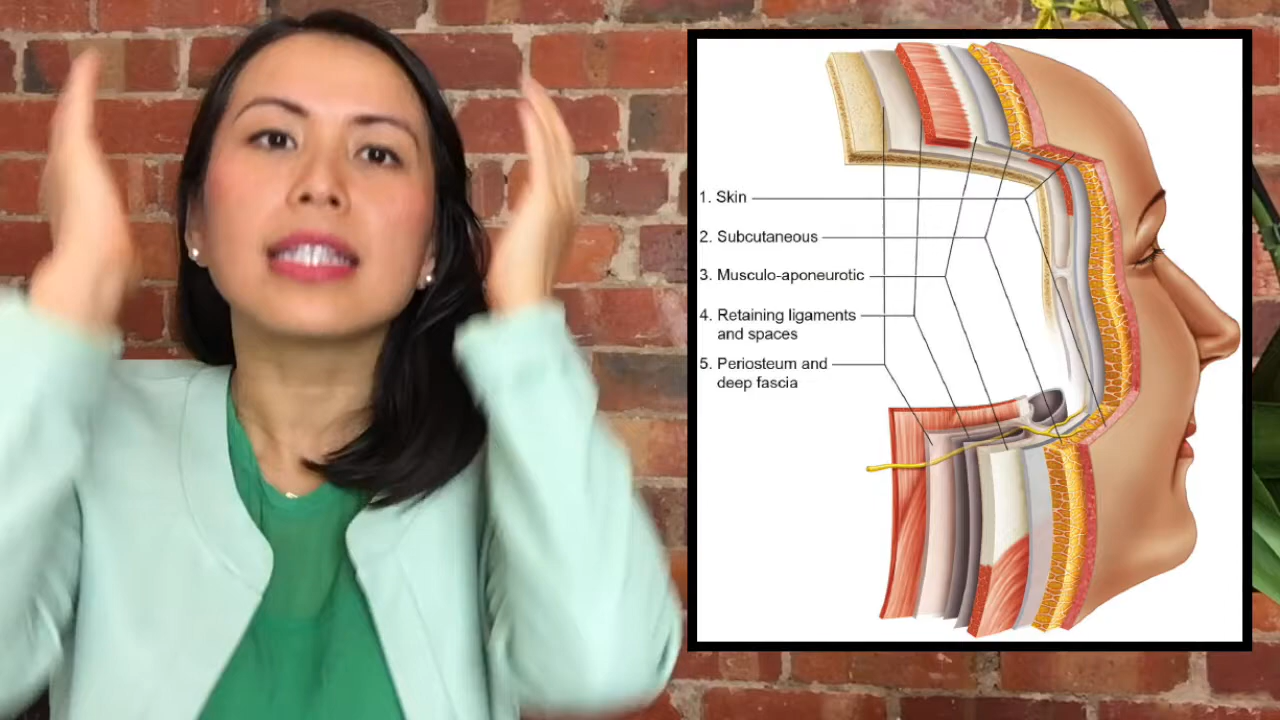 1. Skin
2. Subcutaneous
3. Musculo-aponeurotic
4. Retaining ligaments
and spaces
5. Periosteum and
deep fascia